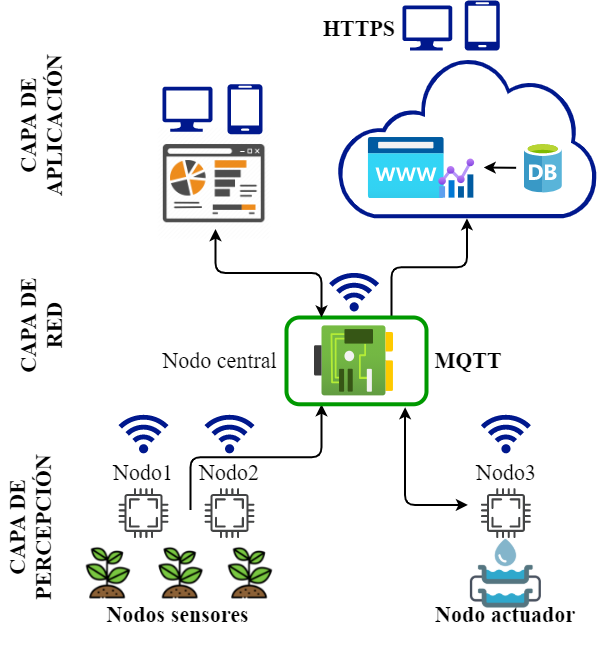 HTTPS
CAPA DE
APLICACIÓN
WWW
DB
CAPA DE
RED
Nodo central
MQTT
CAPA DE
PERCEPCIÓN
Nodo1
Nodo2
Nodo3
Nodos sensores
Nodo actuador